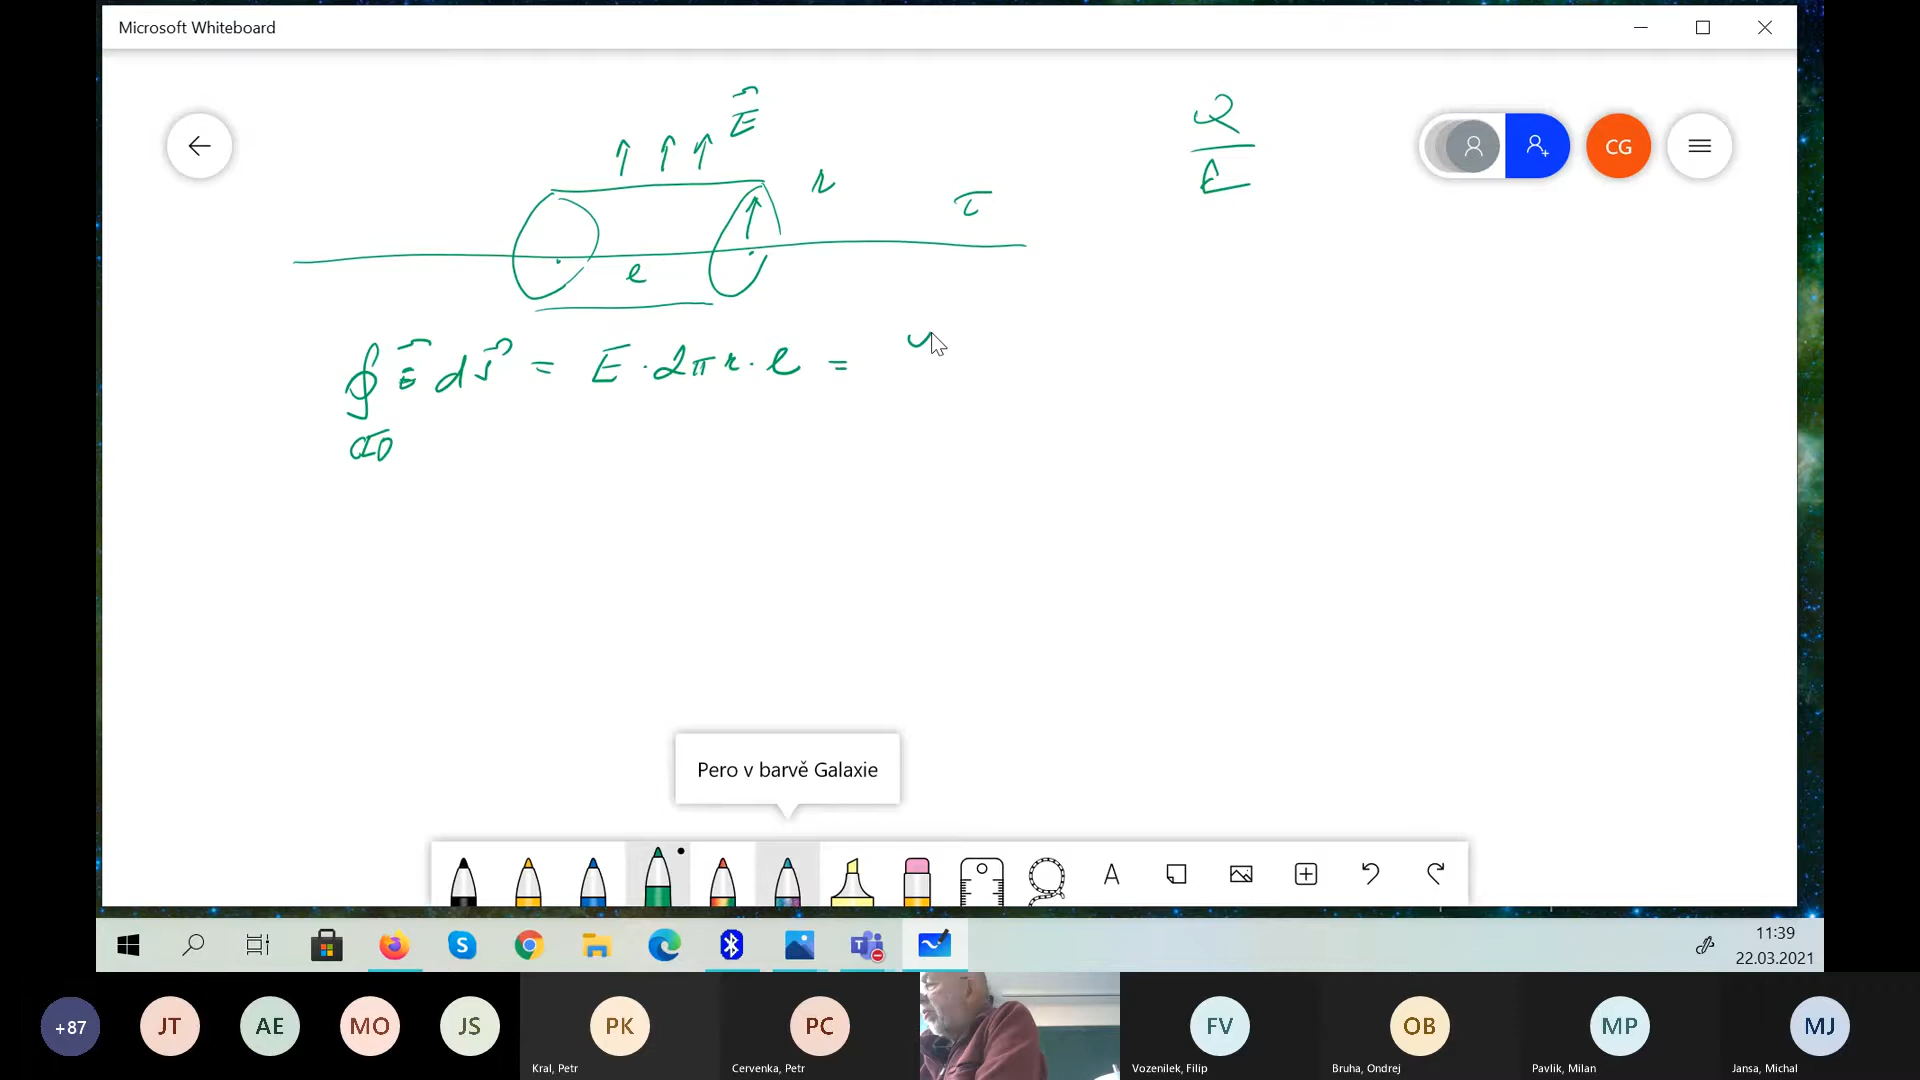 Microsoft Whiteboard
E
Q
E
r
τ
l
CG
∮ E dS = E · 2πr · l =
Pero v barvě Galaxie
A
11:39
22.03.2021
+87
JT
AE
MO
JS
PK
PC
FV
OB
MP
MJ
Kral, Petr
Cervenka, Petr
Vozenilek, Filip
Bruha, Ondrej
Pavlik, Milan
Jansa, Michal